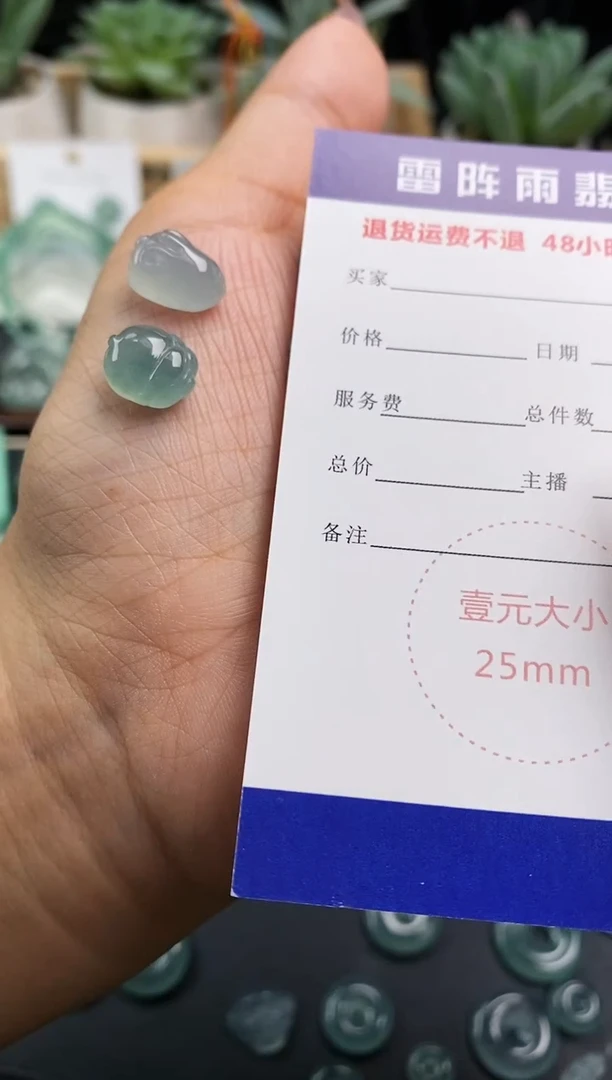 雪阵雨翡
退货运费不退 48小时
买家
价格 日期
服务费 总件数
总价 主播
备注
壹元大小
25mm